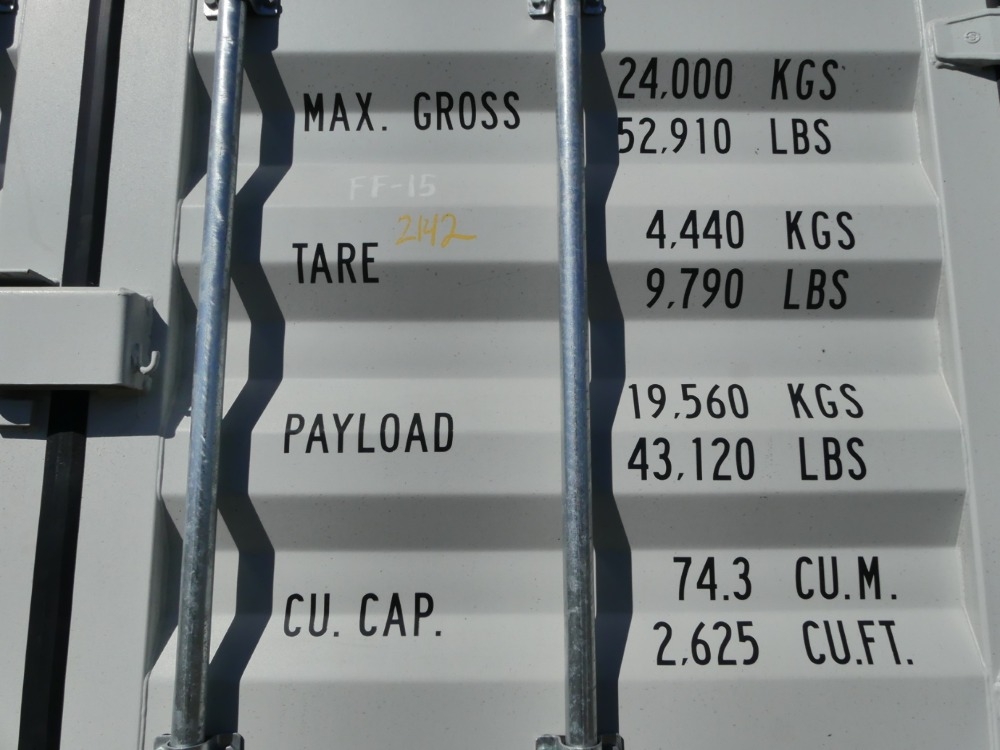 MAX. GROSS 24,000 KGS
52,910 LBS
FF-15
2142
TARE 4,440 KGS
9,790 LBS
PAYLOAD 19,560 KGS
43,120 LBS
CU. CAP. 74.3 CU.M.
2,625 CU.FT.